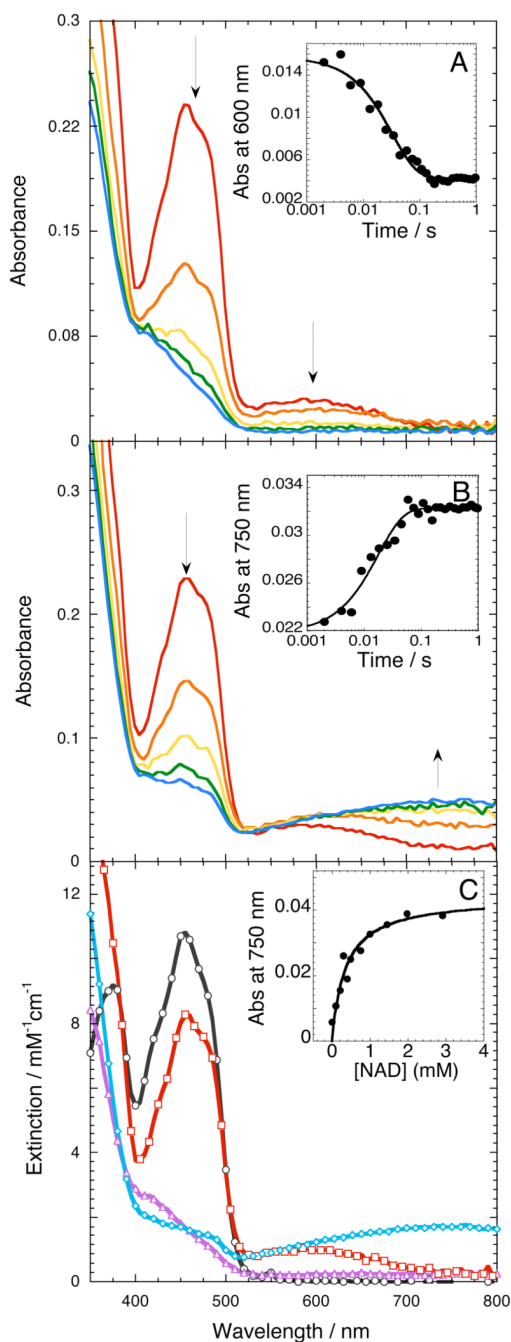 0.3
0.22
0.15
0.08
0
Absorbance
A
Abs at 600 nm
0.014
0.01
0.006
0.002
0.001 0.01 0.1 1
Time / s
0.3
0.2
0.1
0
Absorbance
B
Abs at 750 nm
0.034
0.03
0.026
0.022
0.001 0.01 0.1 1
Time / s
12
8
4
0
Extinction / mM-1cm-1
C
Abs at 750 nm
0.04
0.02
0
0 1 2 3 4
[NAD] (mM)
400 500 600 700 800
Wavelength / nm